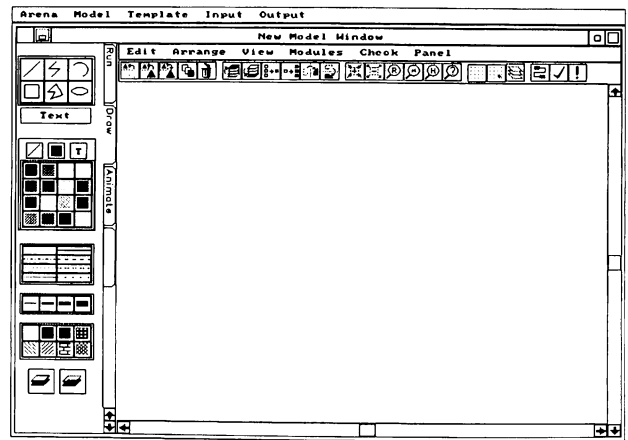 Arena Model Template Input Output
New Model Window
Edit Arrange View Modules Check Panel
Run
Draw
Animate
Text
T
R
H
?
!